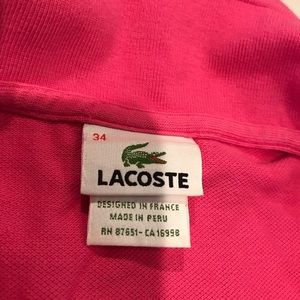 34
LACOSTE
DESIGNED IN FRANCE
MADE IN PERU
RN 87651-CA 16998